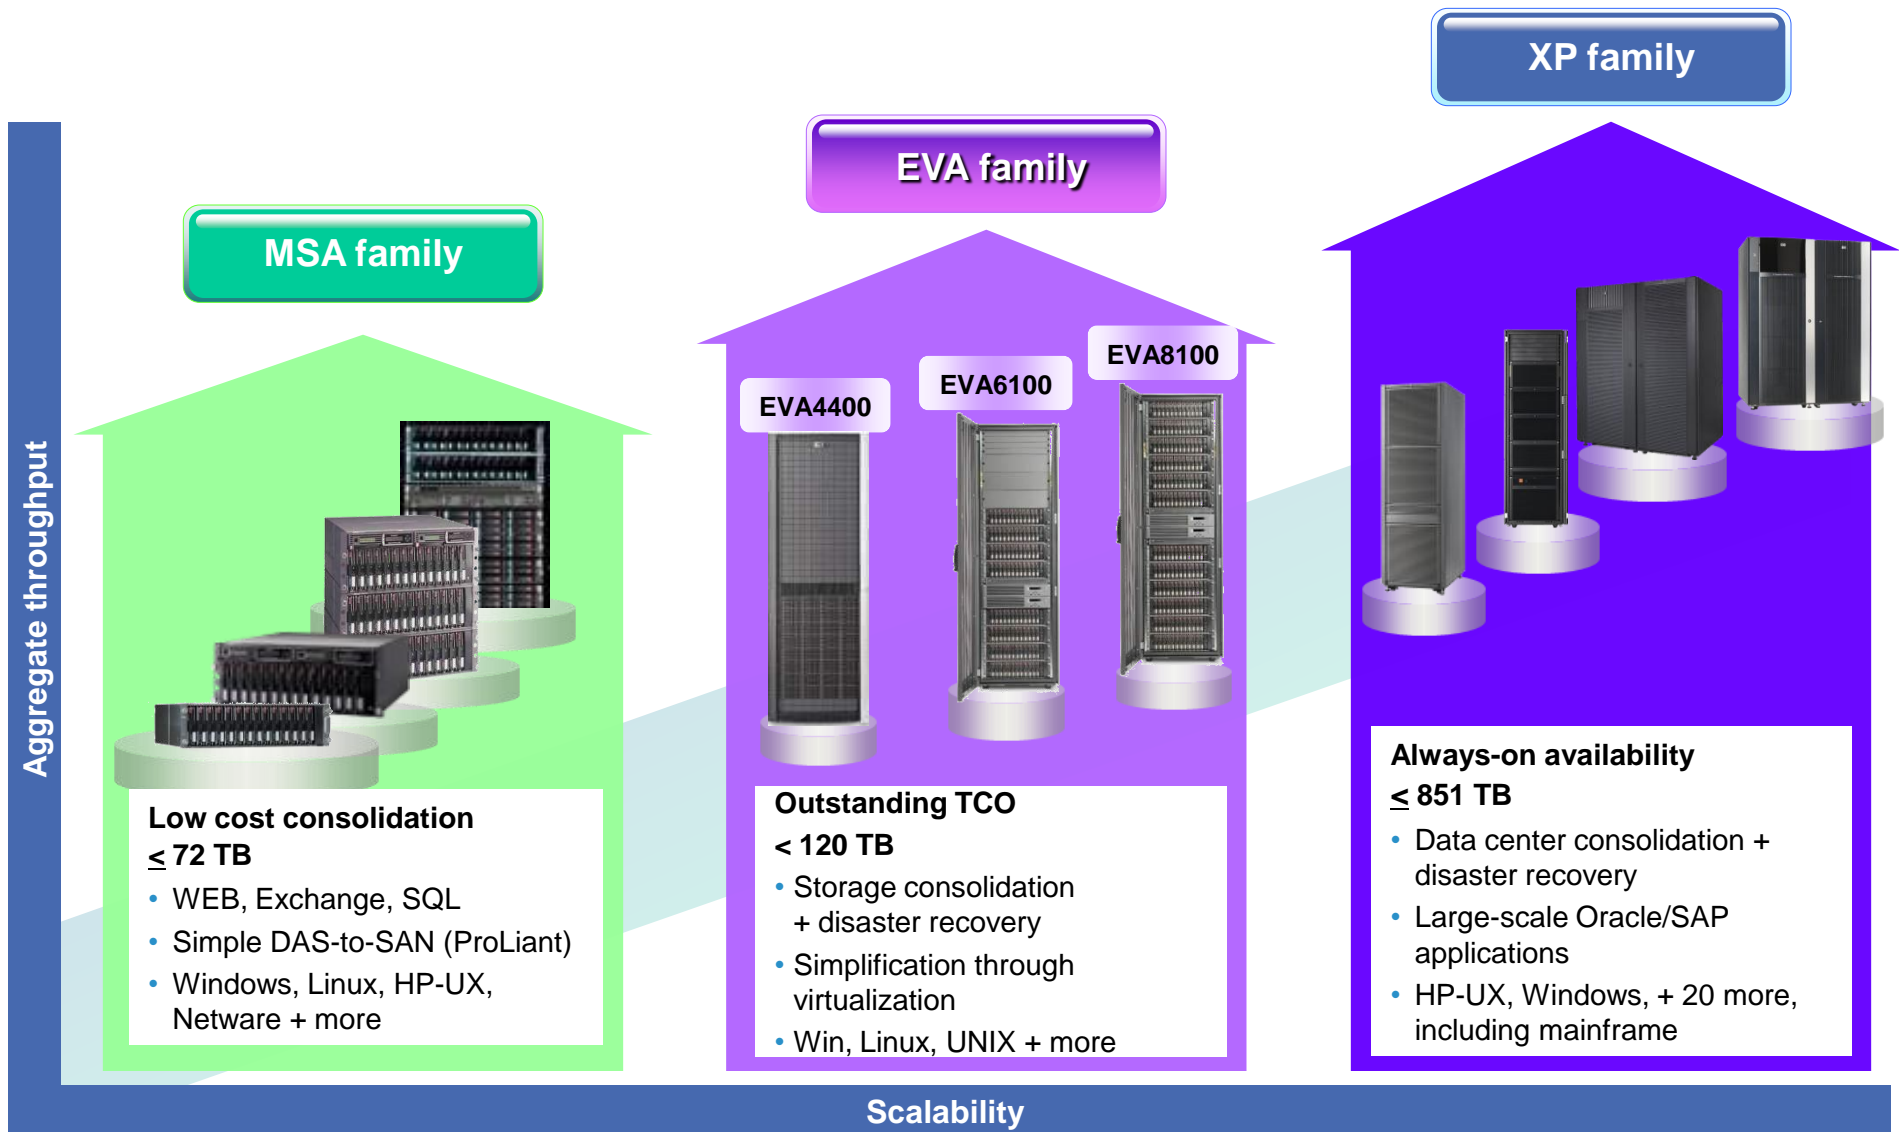 XP family
EVA family
MSA family
Aggregate throughput
EVA4400
EVA6100
EVA8100
Low cost consolidation
≤ 72 TB
• WEB, Exchange, SQL
• Simple DAS-to-SAN (ProLiant)
• Windows, Linux, HP-UX,
Netware + more
Outstanding TCO
< 120 TB
• Storage consolidation
+ disaster recovery
• Simplification through
virtualization
• Win, Linux, UNIX + more
Always-on availability
≤ 851 TB
• Data center consolidation +
disaster recovery
• Large-scale Oracle/SAP
applications
• HP-UX, Windows, + 20 more,
including mainframe
Scalability